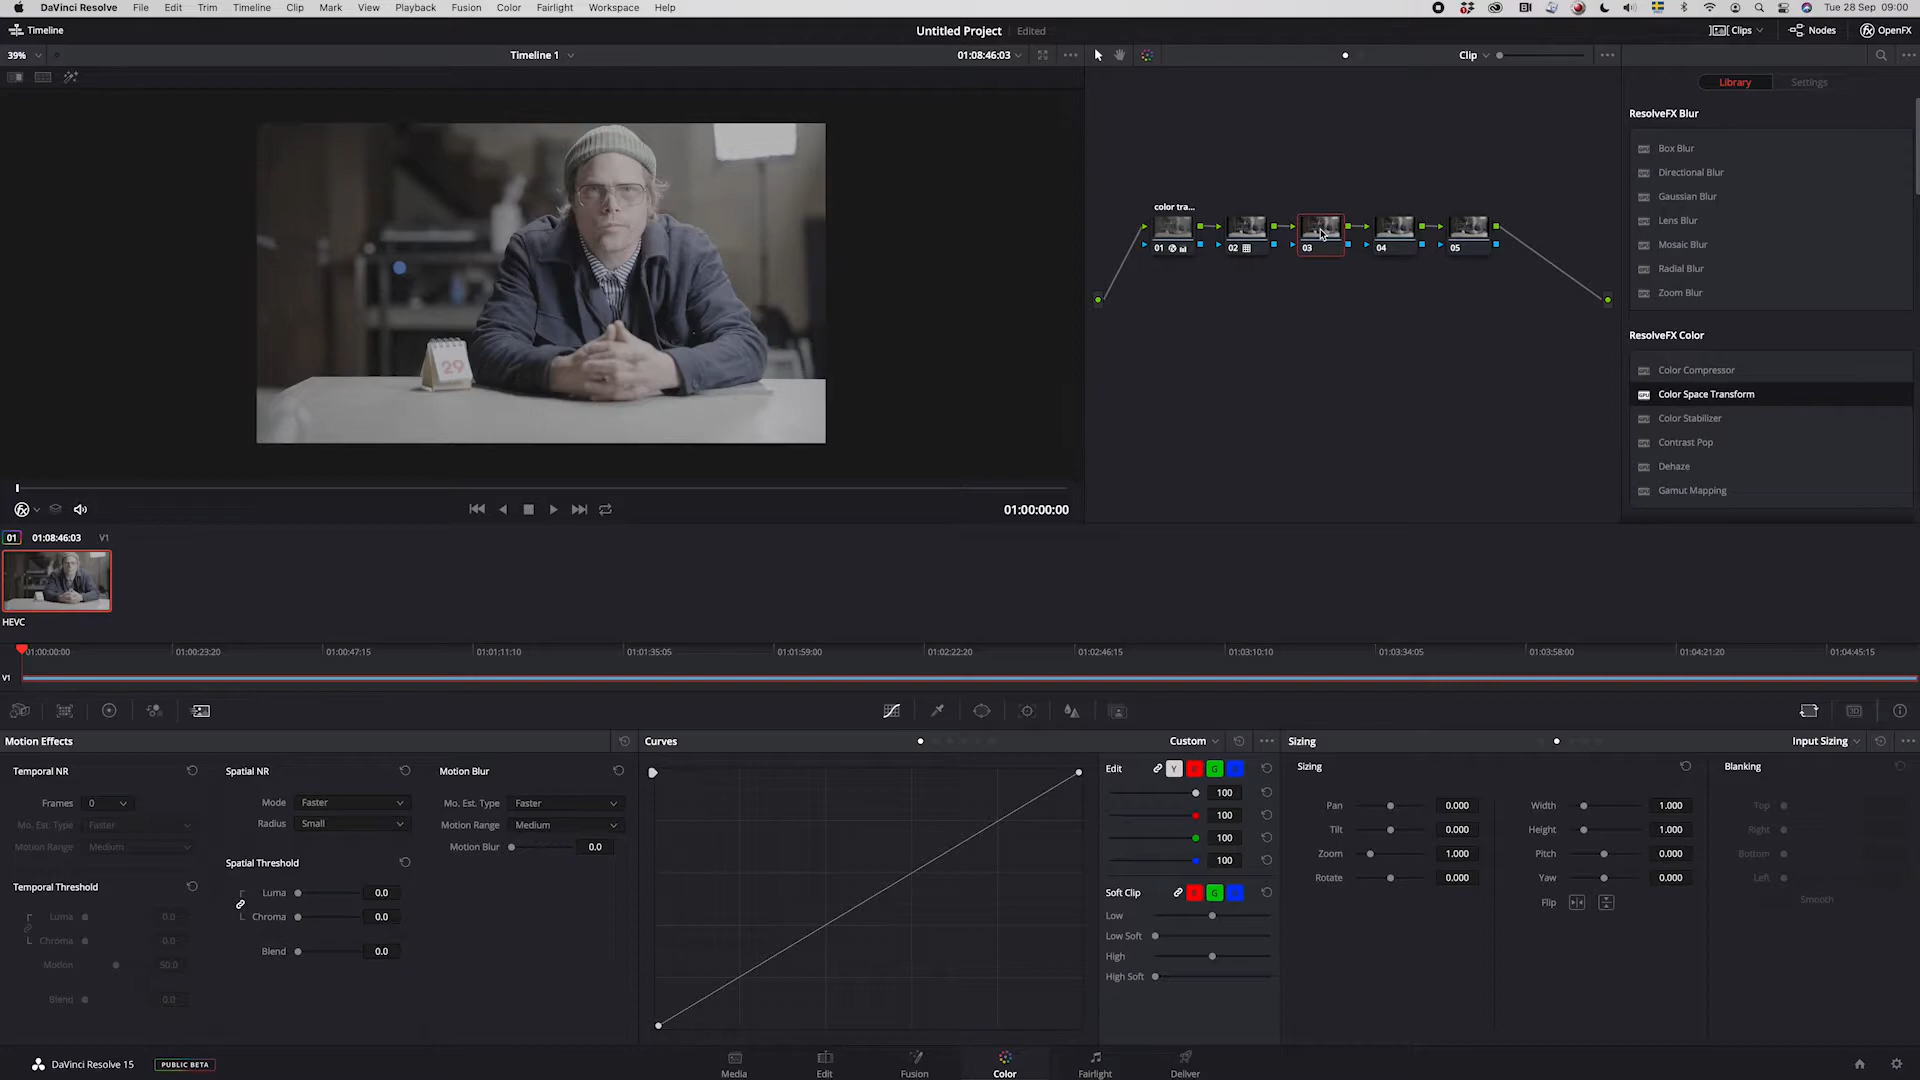 DaVinci Resolve File Edit Trim Timeline Clip Mark View Playback Fusion Color Fairlight Workspace Help Tue 28 Sep 09:00
Timeline Untitled Project Edited Clips Nodes OpenFX
39% Timeline 1 01:08:46:03 Clip
Library Settings
ResolveFX Blur
Box Blur
Directional Blur
Gaussian Blur
Lens Blur
Mosaic Blur
Radial Blur
Zoom Blur
ResolveFX Color
Color Compressor
Color Space Transform
Color Stabilizer
Contrast Pop
Dehaze
Gamut Mapping
color tra...
01 02 03 04 05
29
01:00:00:00
01 01:08:46:03 V1
HEVC
01:00:00:00 01:00:23:20 01:00:47:15 01:01:11:10 01:01:35:05 01:01:59:00 01:02:22:20 01:02:46:15 01:03:10:10 01:03:34:05 01:03:58:00 01:04:21:20 01:04:45:15
V1
3D
Motion Effects
Temporal NR
Frames 0
Mo. Est. Type Faster
Motion Range Medium
Temporal Threshold
Luma 0.0
Chroma 0.0
Motion 50.0
Blend 0.0
Spatial NR
Mode Faster
Radius Small
Spatial Threshold
Luma 0.0
Chroma 0.0
Blend 0.0
Motion Blur
Mo. Est. Type Faster
Motion Range Medium
Motion Blur 0.0
Curves Custom
Edit Y R G B
100
100
100
100
Soft Clip R G B
Low
Low Soft
High
High Soft
Sizing Input Sizing
Sizing
Pan 0.000 Width 1.000
Tilt 0.000 Height 1.000
Zoom 1.000 Pitch 0.000
Rotate 0.000 Yaw 0.000
Flip
Blanking
Top
Right
Bottom
Left
Smooth
DaVinci Resolve 15 PUBLIC BETA
Media Edit Fusion Color Fairlight Deliver